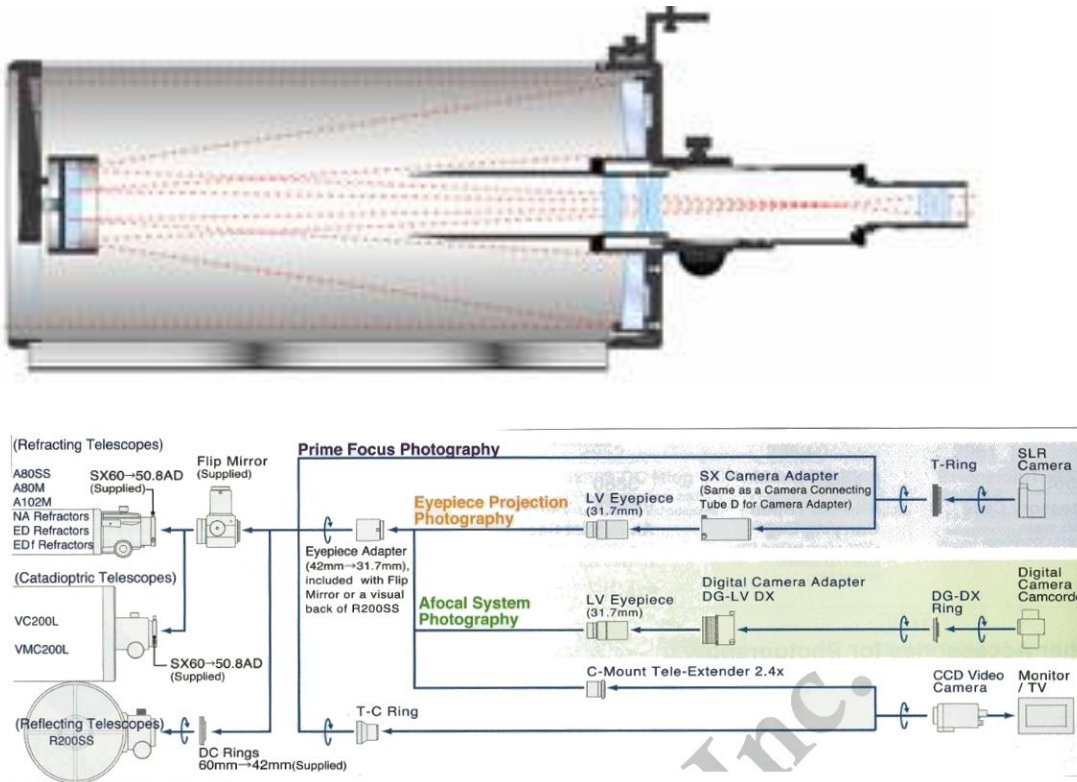 (Refracting Telescopes)
A80SS
A80M
A102M
NA Refractors
ED Refractors
EDf Refractors
SX60→50.8AD
(Supplied)
Flip Mirror
(Supplied)
Prime Focus Photography
Eyepiece Projection
Photography
Eyepiece Adapter
(42mm→31.7mm),
included with Flip
Mirror or a visual
back of R200SS
LV Eyepiece
(31.7mm)
SX Camera Adapter
(Same as a Camera Connecting
Tube D for Camera Adapter)
T-Ring
SLR
Camera
(Catadioptric Telescopes)
VC200L
VMC200L
SX60→50.8AD
(Supplied)
Afocal System
Photography
LV Eyepiece
(31.7mm)
Digital Camera Adapter
DG-LV DX
DG-DX
Ring
Digital
Camera
Camcorde
C-Mount Tele-Extender 2.4x
CCD Video
Camera
Monitor
/ TV
(Reflecting Telescopes)
R200SS
DC Rings
60mm→42mm(Supplied)
T-C Ring
Inc.